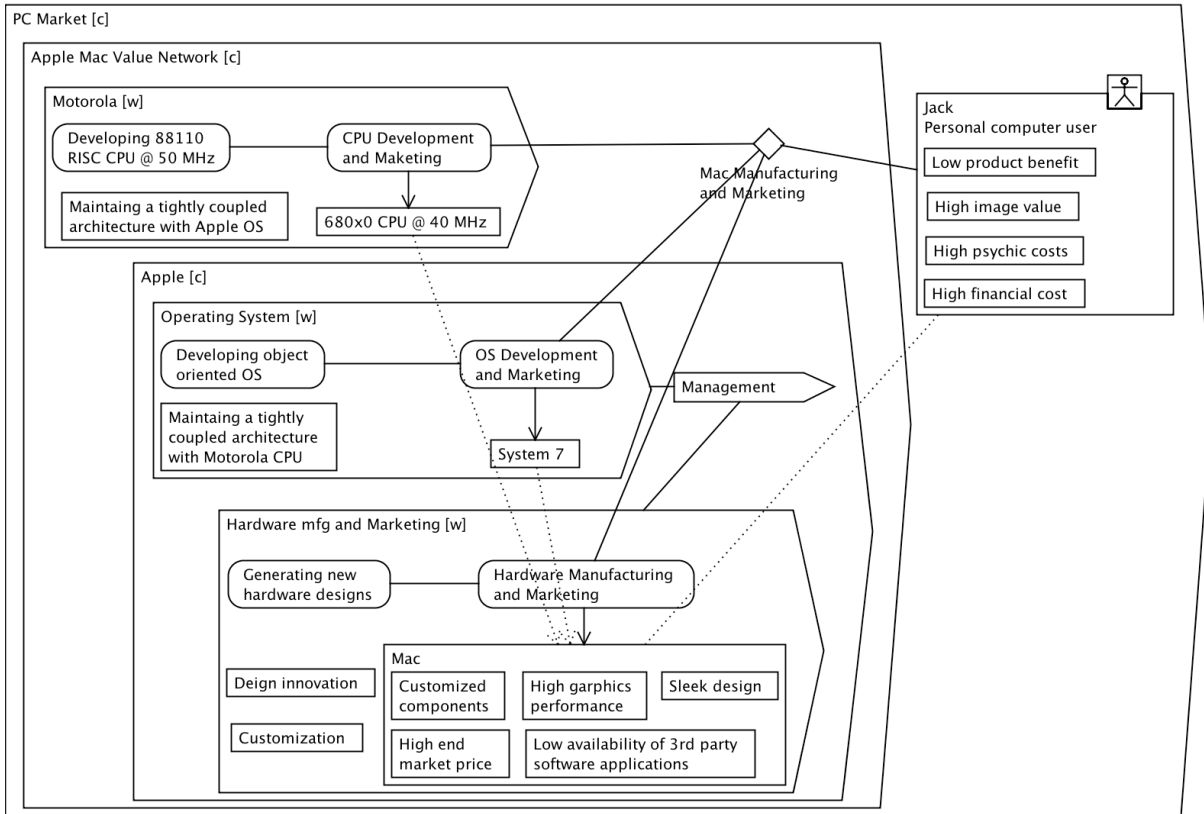 PC Market [c]
Apple Mac Value Network [c]
Motorola [w]
Developing 88110
RISC CPU @ 50 MHz
CPU Development
and Maketing
Maintaing a tightly coupled
architecture with Apple OS
680x0 CPU @ 40 MHz
Mac Manufacturing
and Marketing
Jack
Personal computer user
Low product benefit
High image value
High psychic costs
High financial cost
Apple [c]
Operating System [w]
Developing object
oriented OS
OS Development
and Marketing
Maintaing a tightly
coupled architecture
with Motorola CPU
System 7
Management
Hardware mfg and Marketing [w]
Generating new
hardware designs
Hardware Manufacturing
and Marketing
Deign innovation
Customization
Mac
Customized
components
High garphics
performance
Sleek design
High end
market price
Low availability of 3rd party
software applications